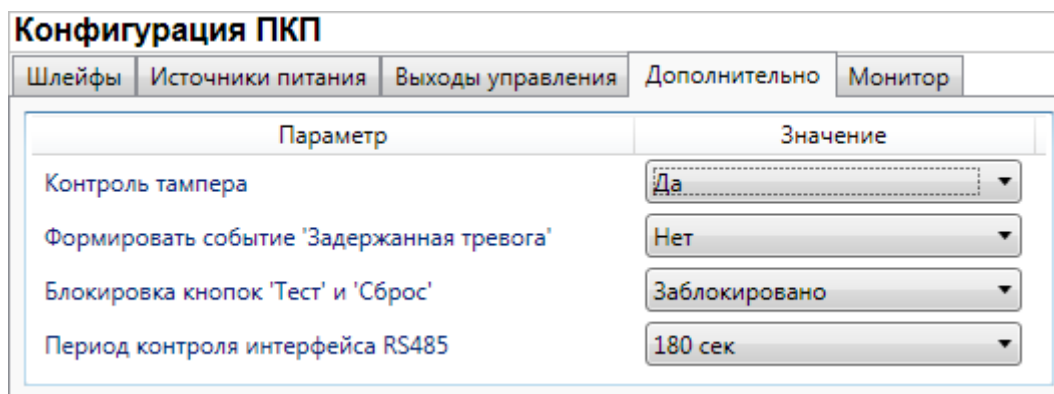 Конфигурация ПКП
Шлейфы Источники питания Выходы управления Дополнительно Монитор
Параметр Значение
Контроль тампера Да
Формировать событие 'Задержанная тревога' Нет
Блокировка кнопок 'Тест' и 'Сброс' Заблокировано
Период контроля интерфейса RS485 180 сек